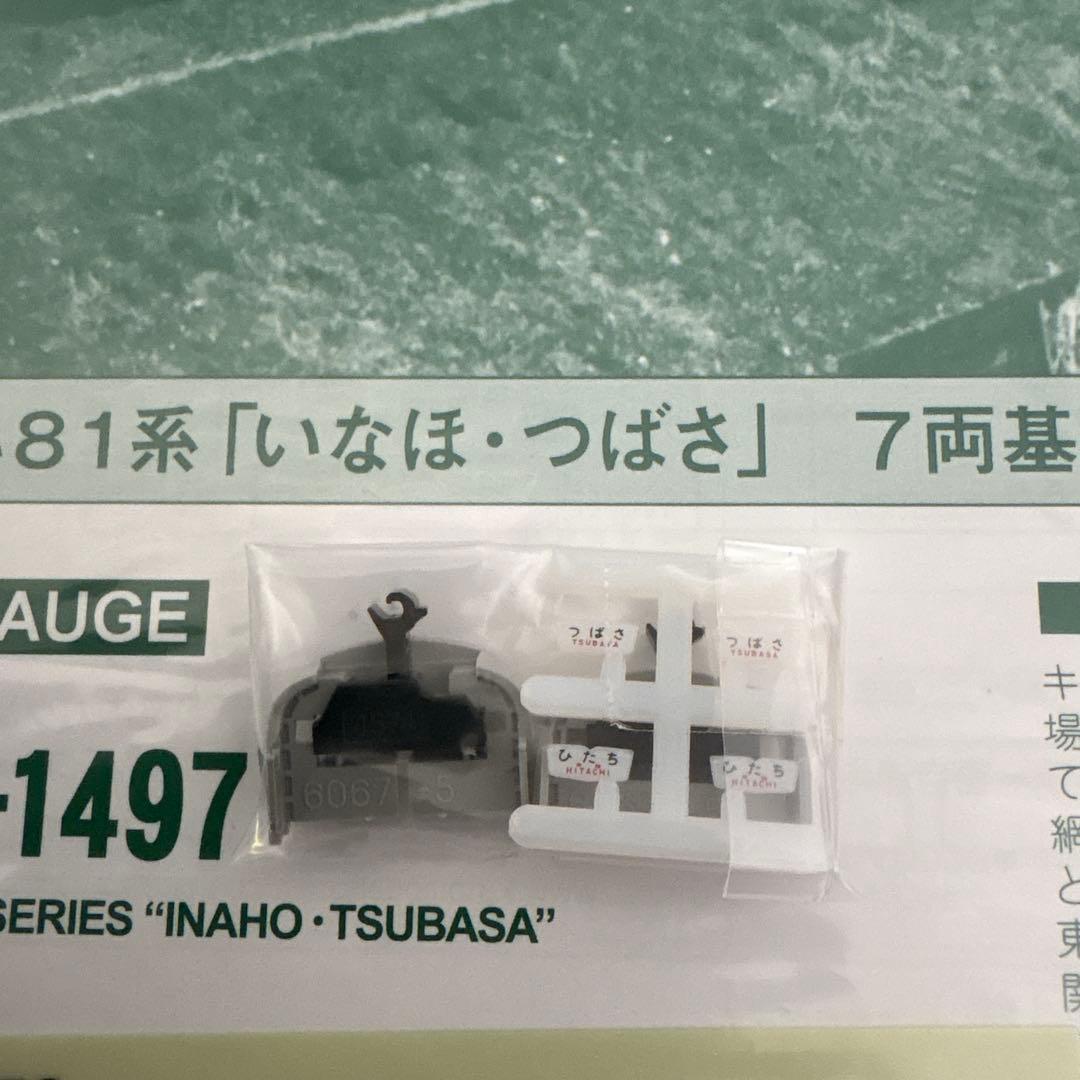 81系「いなほ・つばさ」 7両基
AUGE
つばさ
TSUBASA
つばさ
TSUBASA
ひたち
HITACHI
ひたち
HITACHI
-1497
SERIES “INAHO・TSUBASA”
キ
場
て
網
と
東
関